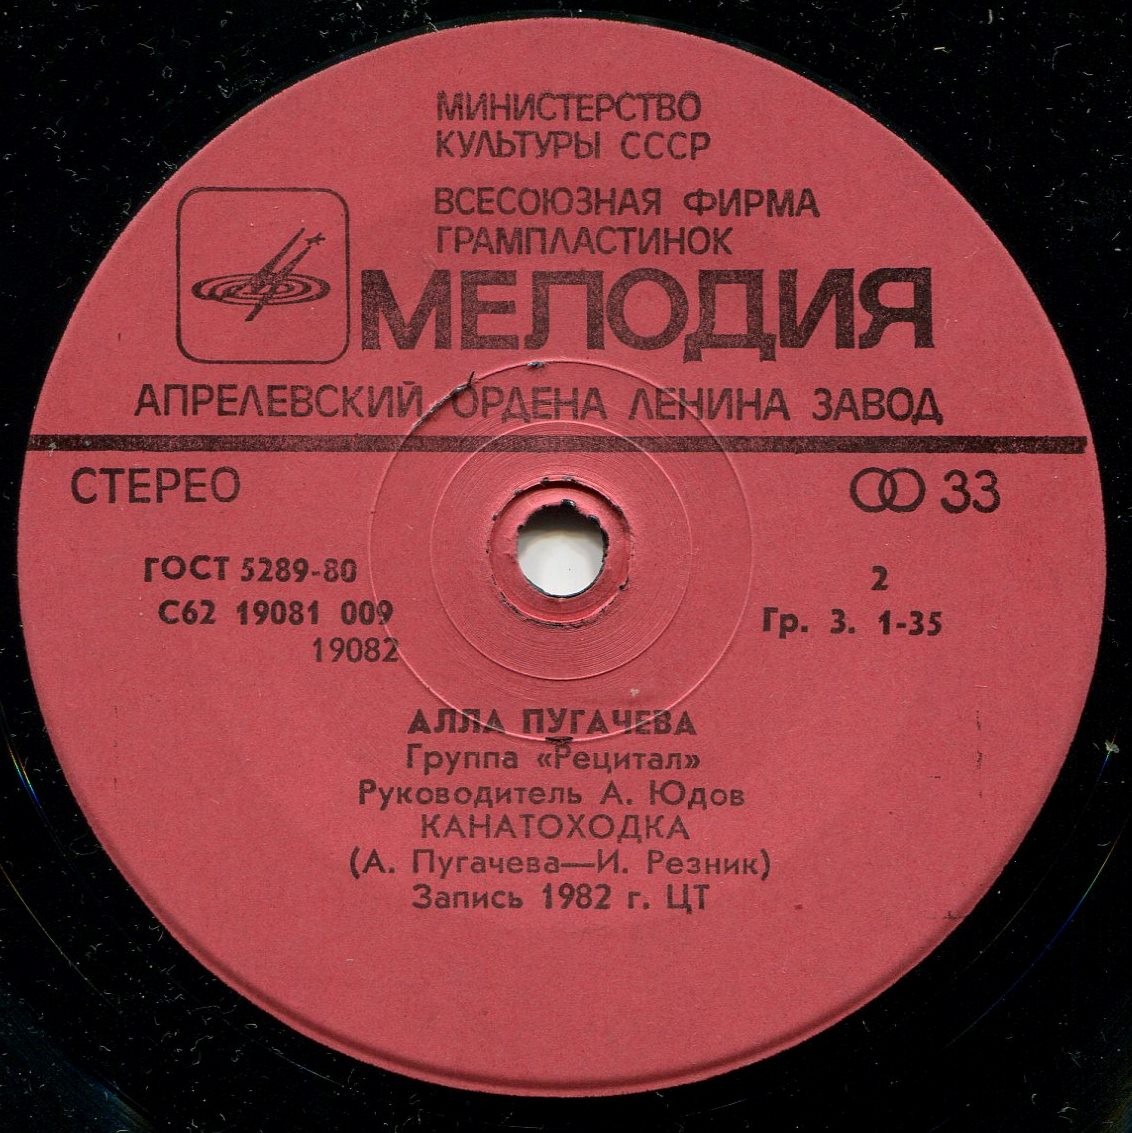 МИНИСТЕРСТВО
КУЛЬТУРЫ СССР
ВСЕСОЮЗНАЯ ФИРМА
ГРАМПЛАСТИНОК
МЕЛОДИЯ
АПРЕЛЕВСКИЙ ОРДЕНА ЛЕНИНА ЗАВОД
СТЕРЕО 33
ГОСТ 5289-80 2
С62 19081 009 Гр. 3. 1-35
19082
АЛЛА ПУГАЧЕВА
Группа «Рецитал»
Руководитель А. Юдов
КАНАТОХОДКА
(А. Пугачева—И. Резник)
Запись 1982 г. ЦТ